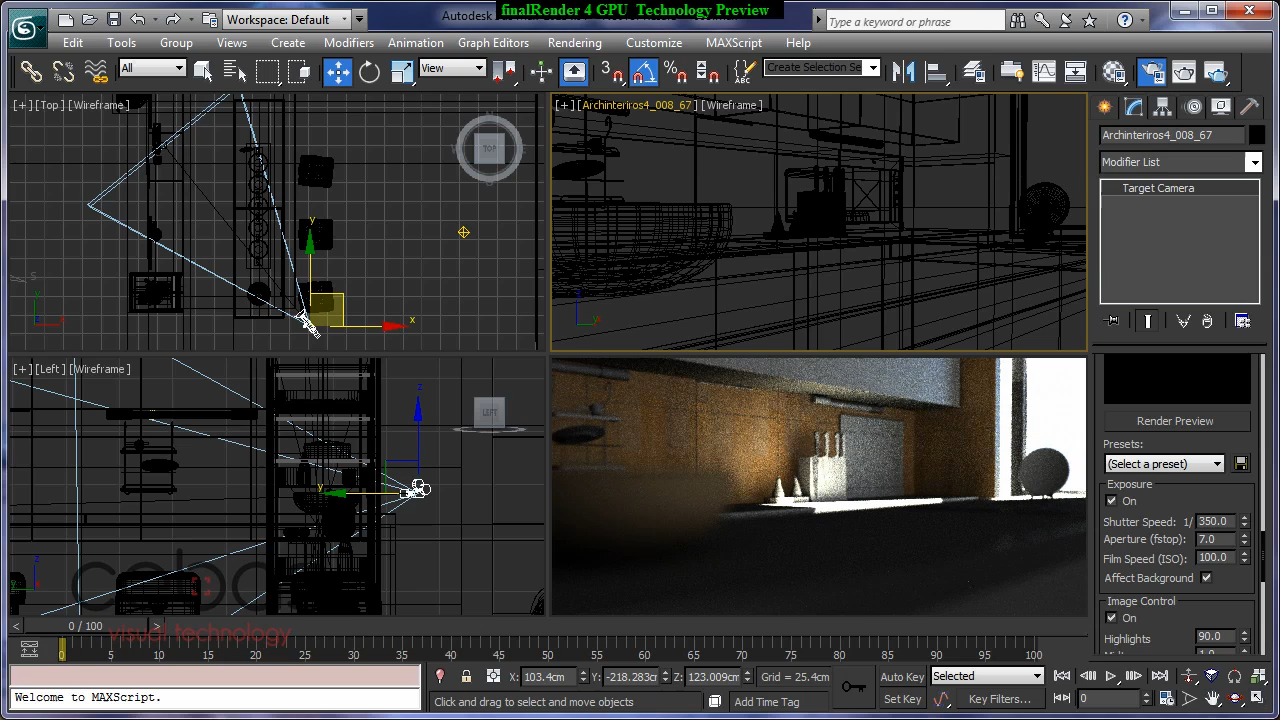 finalRender 4 GPU Technology Preview
Workspace: Default
Autodesk
Type a keyword or phrase
Edit Tools Group Views Create Modifiers Animation Graph Editors Rendering Customize MAXScript Help
All
View
3
%
ABC
Create Selection Se
[+][Top][Wireframe]
TOP
[+][Archinteriros4_008_67][Wireframe]
Archinteriros4_008_67
Modifier List
Target Camera
y
x
[+][Left][Wireframe]
LEFT
z
y
Render Preview
Presets:
(Select a preset)
Exposure
On
Shutter Speed: 1/ 350.0
Aperture (fstop): 7.0
Film Speed (ISO): 100.0
Affect Background
Image Control
On
Highlights 90.0
visual technology
< 0 / 100 >
0 5 10 15 20 25 30 35 40 45 50 55 60 65 70 75 80 85 90 95 100
Welcome to MAXScript.
X: 103.4cm Y: -218.283cm Z: 123.009cm Grid = 25.4cm
Auto Key Selected
Click and drag to select and move objects
Add Time Tag
Set Key Key Filters... 0